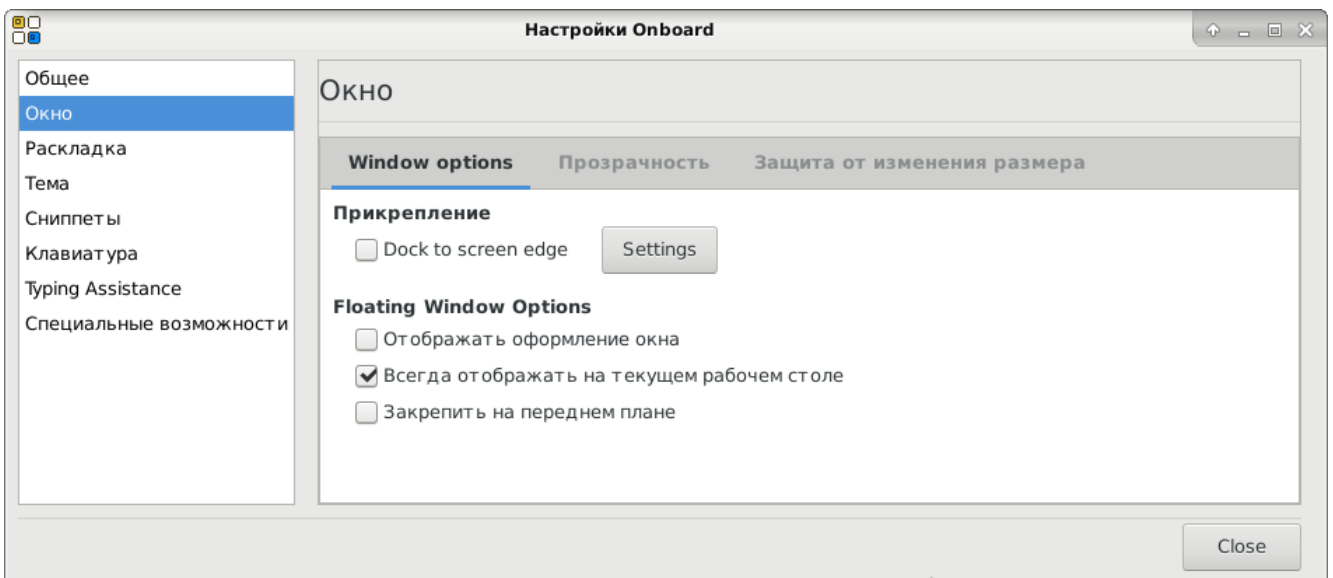 Настройки Onboard
Общее
Окно
Раскладка
Тема
Сниппеты
Клавиатура
Typing Assistance
Специальные возможности
Окно
Window options Прозрачность Защита от изменения размера
Прикрепление
Dock to screen edge Settings
Floating Window Options
Отображать оформление окна
Всегда отображать на текущем рабочем столе
Закрепить на переднем плане
Close